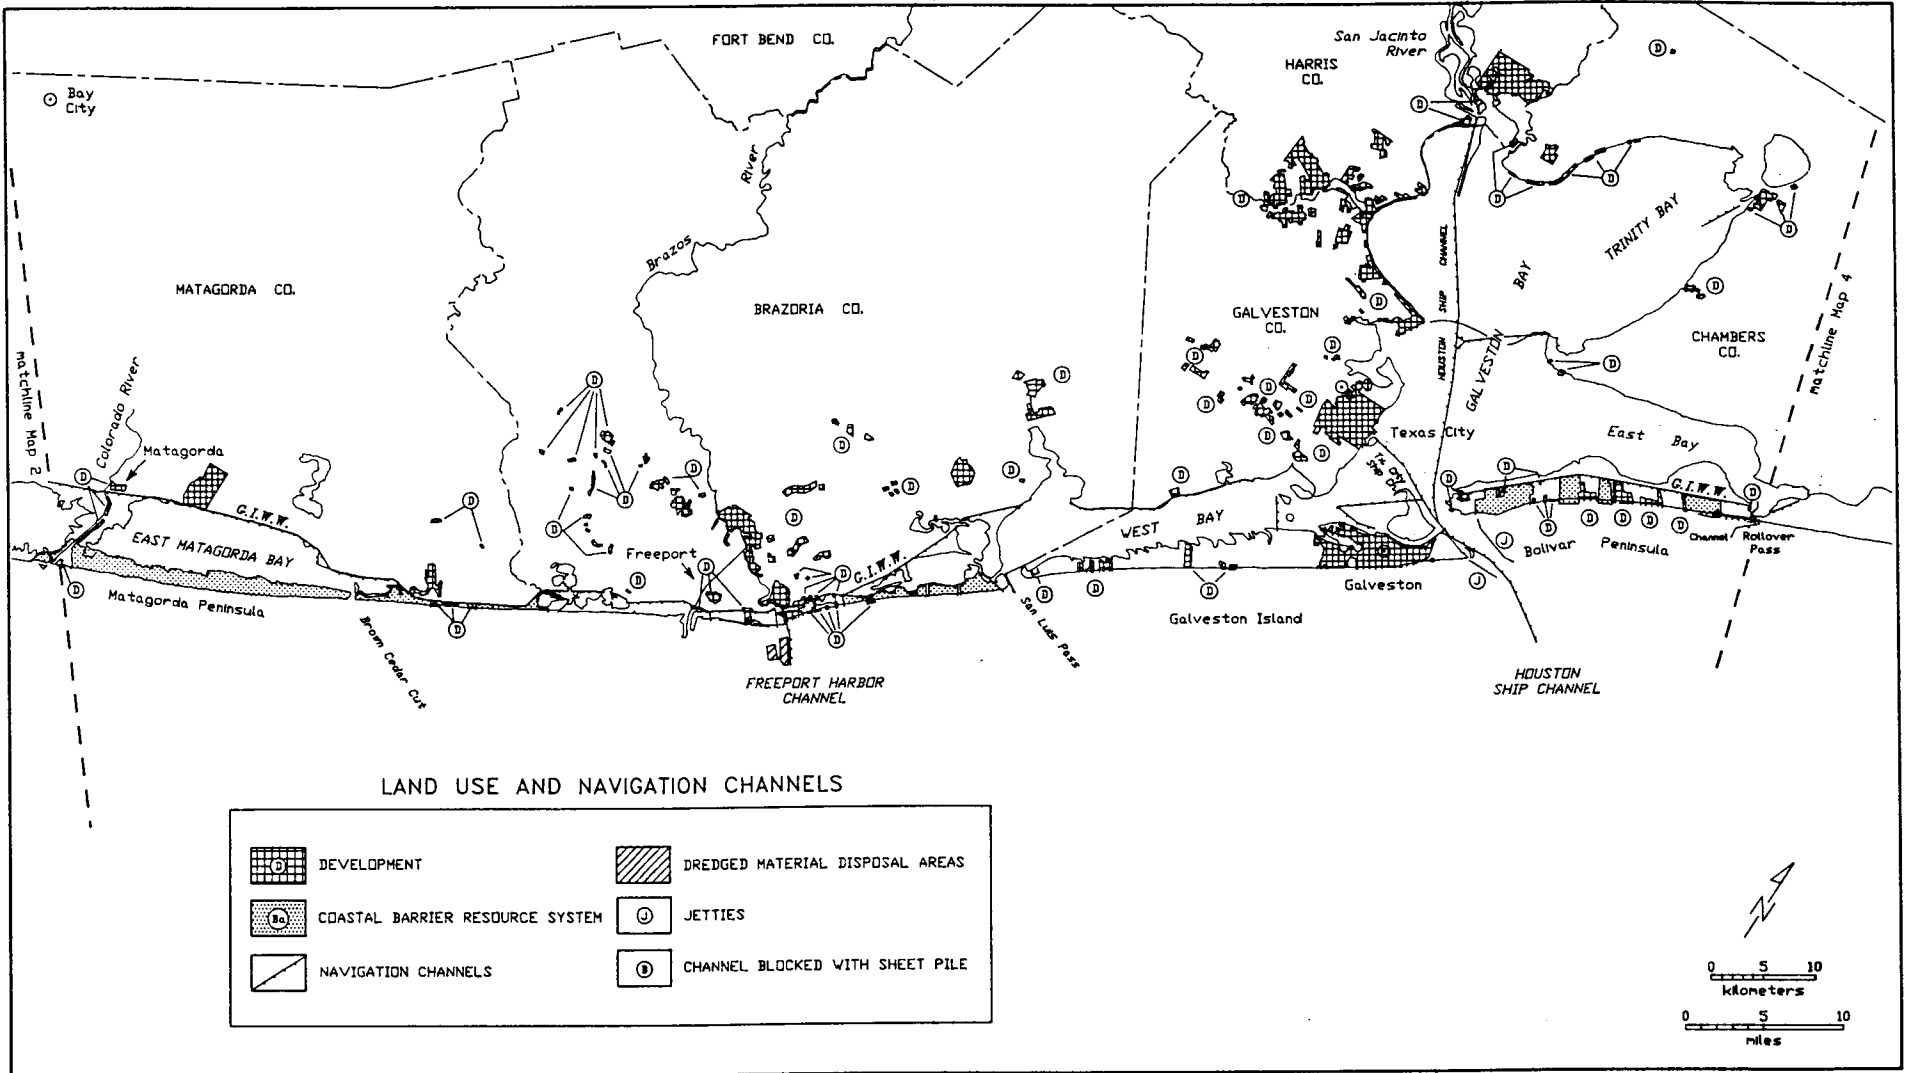 FORT BEND CO.
San Jacinto
River
HARRIS
CO.
D
Bay
City
D
River
D
D
D
D
Brazos
CHANNEL
TRINITY BAY
D
MATAGORDA CO.
BRAZORIA CO.
SHIP
BAY
D
D
GALVESTON
CO.
matchline Map 4
CHAMBERS
CO.
matchline Map 2
Colorado River
HOUSTON
GALVESTON
D
D
D
D
D
D
D
D
D
D
D
D
Texas City
East Bay
Matagorda
D
D
D
D
D
D
D
D
D
G.I.W.W.
D
G.I.W.W.
D
D
D
D
D
WEST BAY
D
D
D
D
D
Channel
Rollover
Pass
EAST MATAGORDA BAY
Freeport
G.I.W.W.
J
Bolivar Peninsula
D
D
D
D
D
D
D
D
Galveston
J
Matagorda Peninsula
D
D
San Luis Pass
Galveston Island
Brown Cedar Cut
FREEPORT HARBOR
CHANNEL
HOUSTON
SHIP CHANNEL
LAND USE AND NAVIGATION CHANNELS
D DEVELOPMENT
DREDGED MATERIAL DISPOSAL AREAS
Ba COASTAL BARRIER RESOURCE SYSTEM
J JETTIES
NAVIGATION CHANNELS
B CHANNEL BLOCKED WITH SHEET PILE
N
0 5 10
kilometers
0 5 10
miles